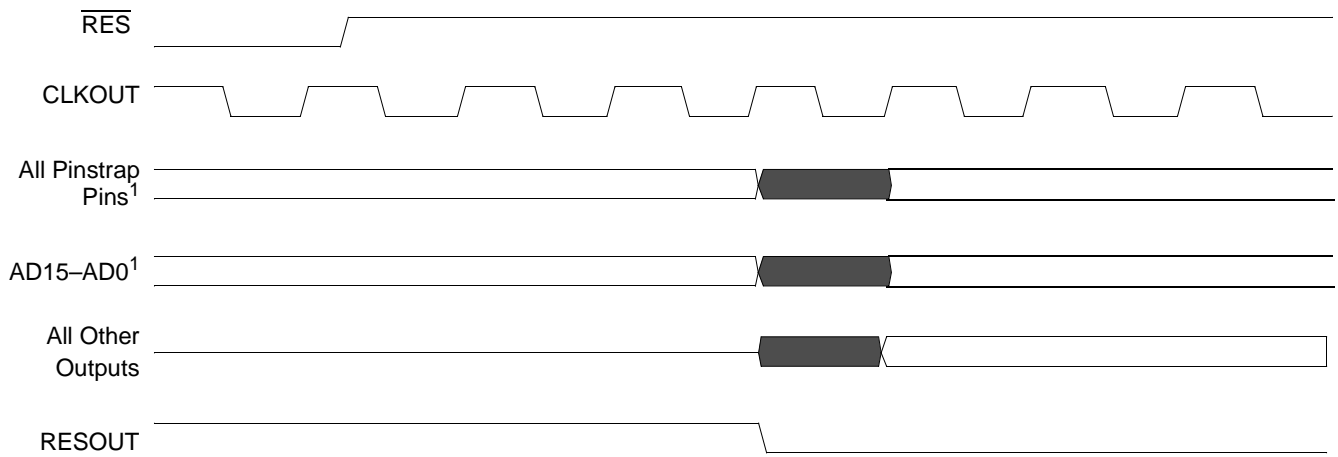 RES
CLKOUT
All Pinstrap
Pins1
AD15–AD01
All Other
Outputs
RESOUT